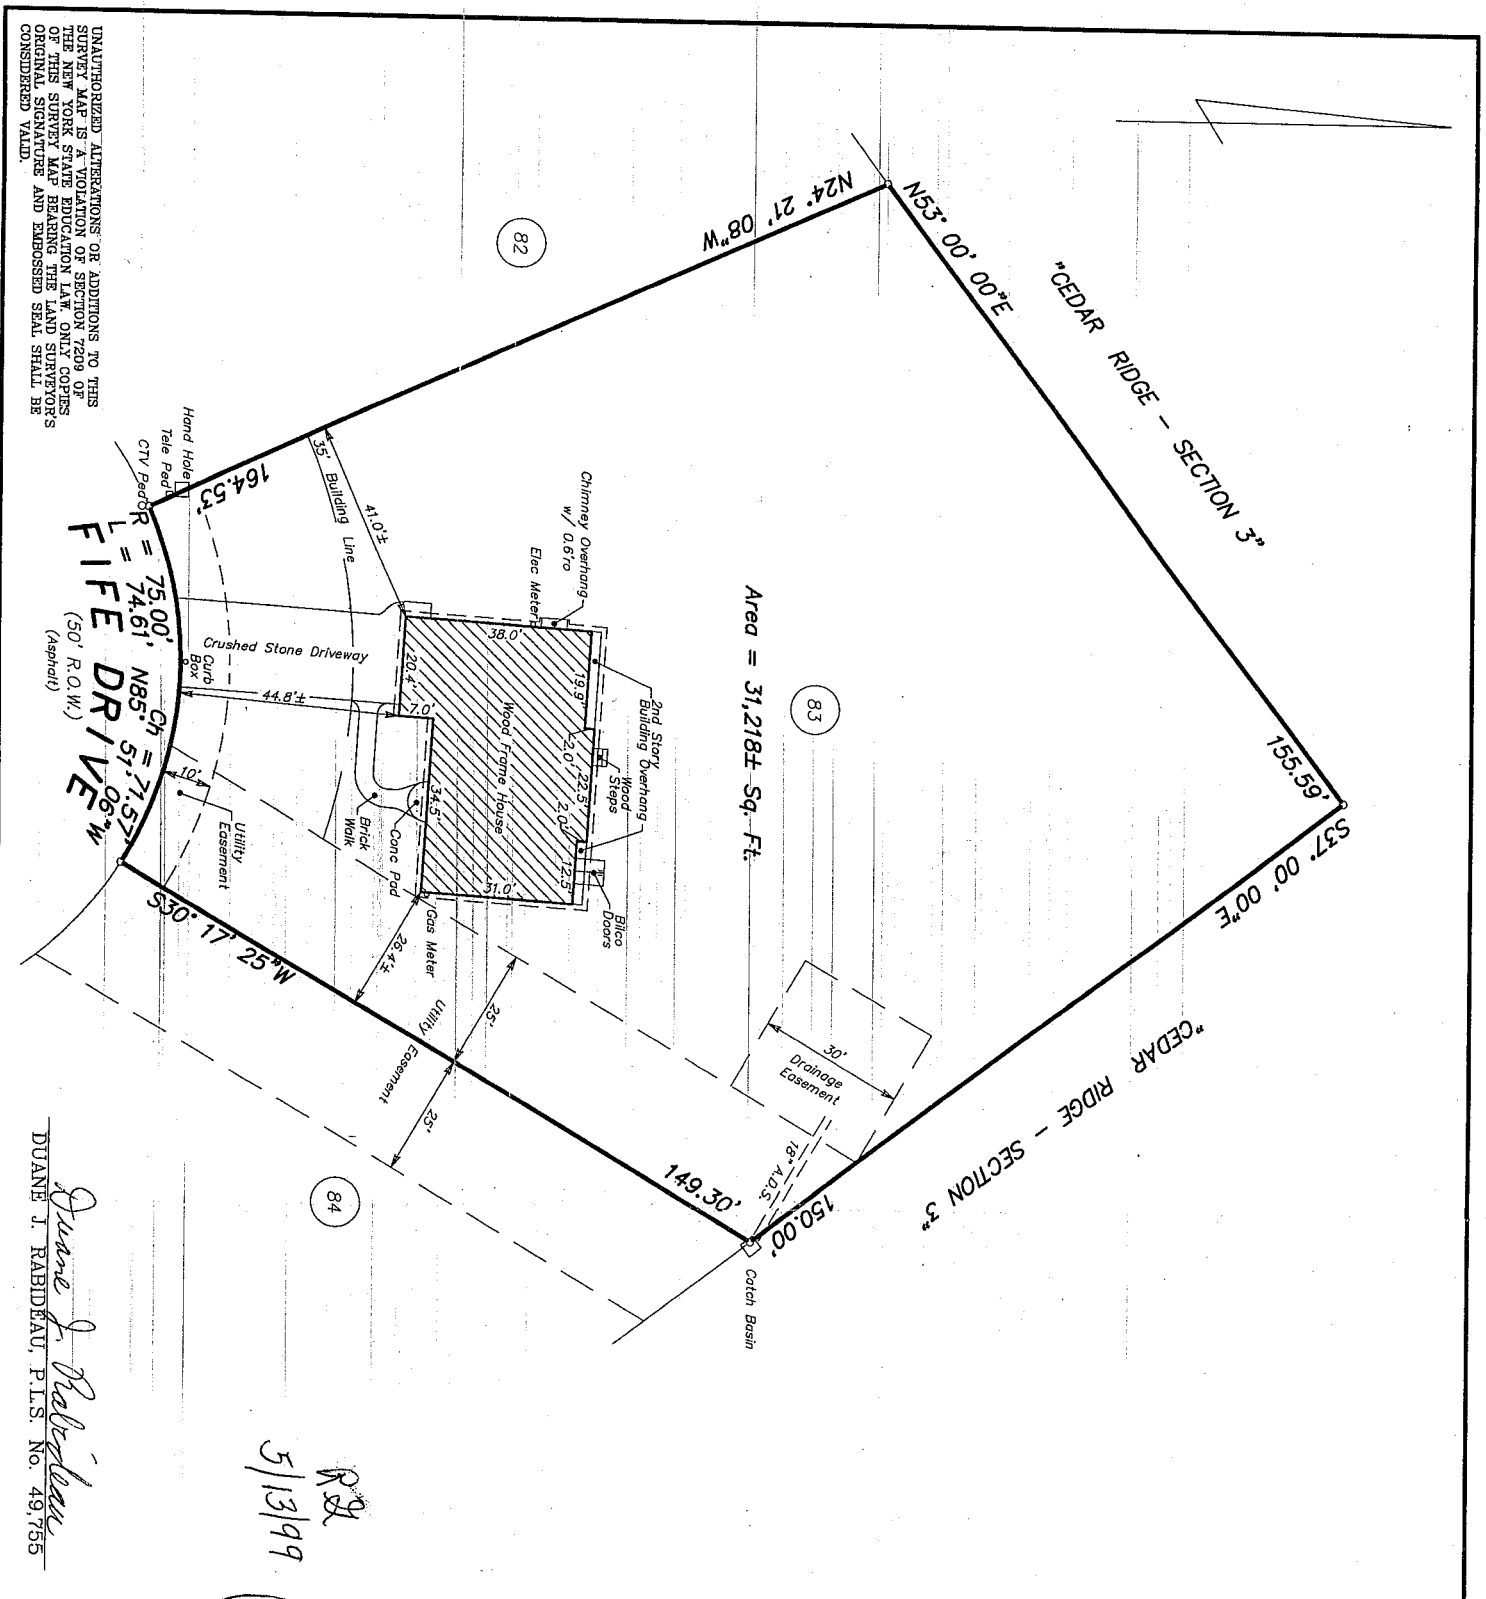 UNAUTHORIZED ALTERATIONS OR ADDITIONS TO THIS
SURVEY MAP IS A VIOLATION OF SECTION 7209 OF
THE NEW YORK STATE EDUCATION LAW. ONLY COPIES
OF THIS SURVEY MAP BEARING THE LAND SURVEYOR'S
ORIGINAL SIGNATURE AND EMBOSSED SEAL SHALL BE
CONSIDERED VALID.
"CEDAR RIDGE - SECTION 3"
N53° 00' 00"E
155.59'
S37° 00' 00"E
150.00'
"CEDAR RIDGE - SECTION 3"
N24° 21' 08"W
164.53'
82
83
84
Area = 31,218± Sq. Ft.
30'
Drainage
Easement
18" A.D.S.
Catch Basin
149.30'
S30° 17' 25"W
2nd Story
Building Overhang
Wood
Steps
Bilco
Doors
Chimney Overhang
w/ 0.6'ro
Elec Meter
38.0'
19.9'
2.0'
22.5'
2.0'
12.5'
31.0'
34.5'
7.0'
20.4'
Wood Frame House
Gas Meter
Conc Pad
Brick
Walk
41.0'±
35' Building Line
44.8'±
26.4'±
25'
Utility Easement
25'
Crushed Stone Driveway
Curb
Box
10'
Utility
Easement
Hand Hole
Tele Ped
CTV Ped
R = 75.00' Ch = 71.57'
L = 74.61' N85° 51' 06"W
FIFE DRIVE
(50' R.O.W.)
(Asphalt)
Duane J. Rabideau
DUANE J. RABIDEAU, P.L.S. No. 49,755
5/13/99